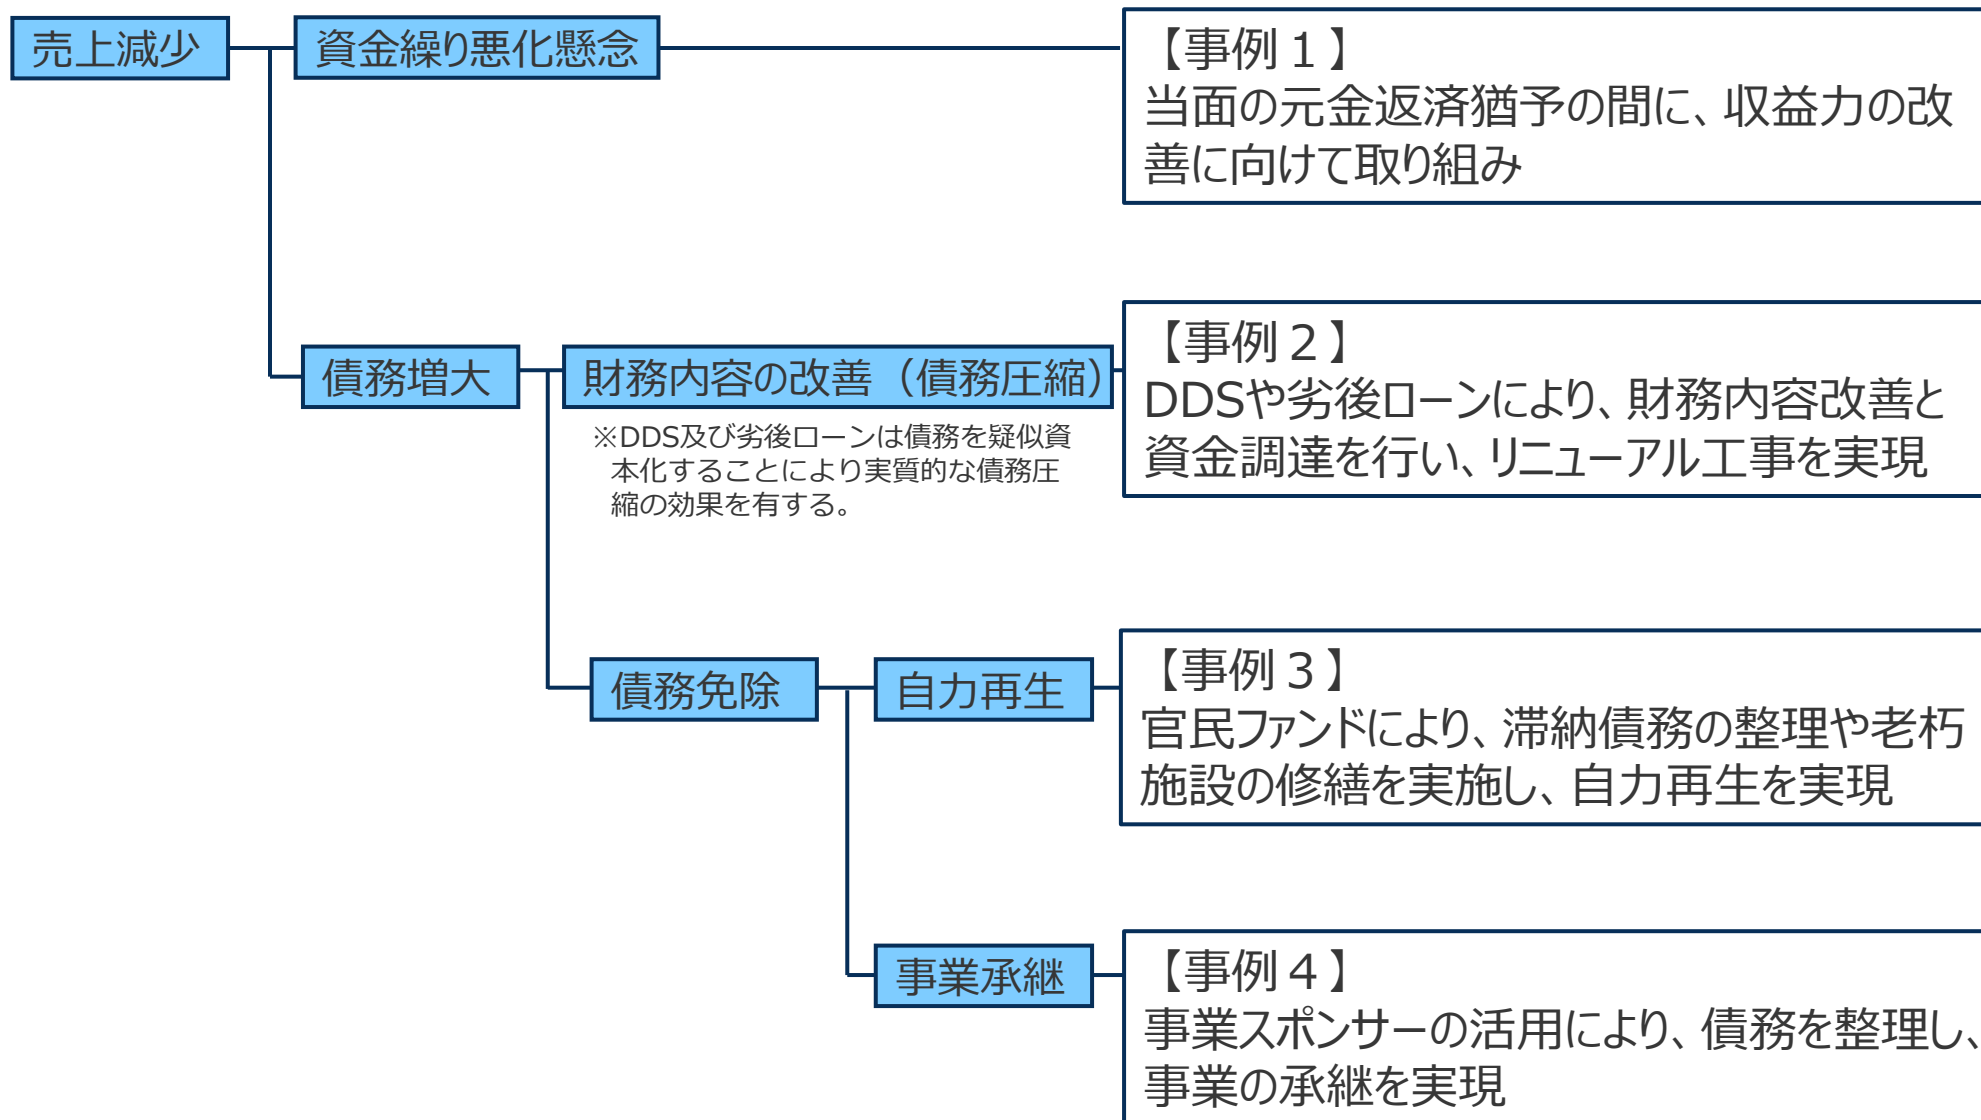 売上減少
資金繰り悪化懸念
【事例１】
当面の元金返済猶予の間に、収益力の改
善に向けて取り組み
債務増大
財務内容の改善（債務圧縮）
※DDS及び劣後ローンは債務を疑似資
本化することにより実質的な債務圧
縮の効果を有する。
【事例２】
DDSや劣後ローンにより、財務内容改善と
資金調達を行い、リニューアル工事を実現
債務免除
自力再生
【事例３】
官民ファンドにより、滞納債務の整理や老朽
施設の修繕を実施し、自力再生を実現
事業承継
【事例４】
事業スポンサーの活用により、債務を整理し、
事業の承継を実現